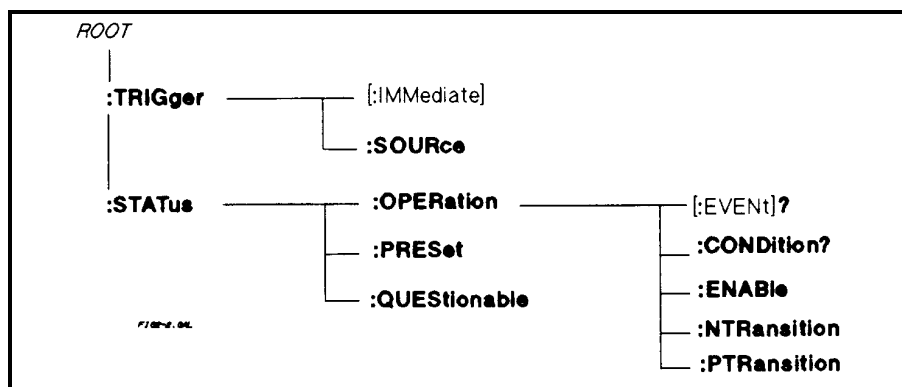 ROOT
:TRIGger [:IMMediate]
:SOURce
:STATus :OPERation [:EVENt]?
:PRESet :CONDition?
:QUEStionable :ENABle
:NTRansition
:PTRansition